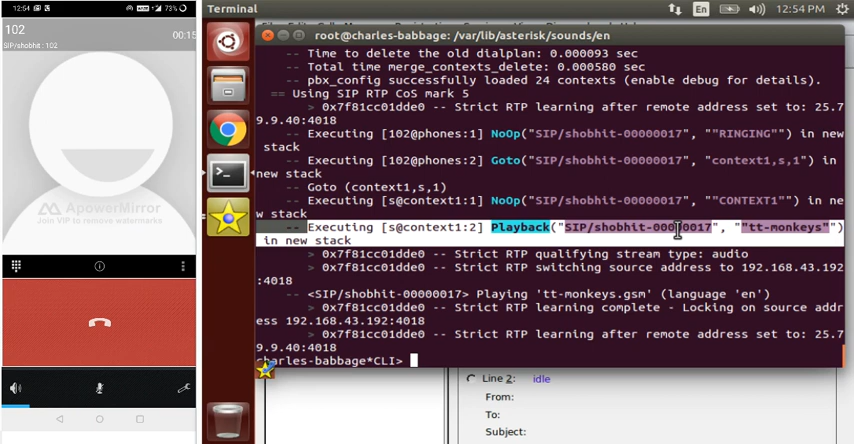 12:54 PM
73%
102
SIP/shobhit : 102
00:15
ApowerMirror
Join VIP to remove watermarks
Terminal
En
12:54 PM
root@charles-babbage: /var/lib/asterisk/sounds/en
-- Time to delete the old dialplan: 0.000093 sec
-- Total time merge_contexts_delete: 0.000580 sec
-- pbx_config successfully loaded 24 contexts (enable debug for details).
== Using SIP RTP CoS mark 5
> 0x7f81cc01dde0 -- Strict RTP learning after remote address set to: 25.7
9.9.40:4018
-- Executing [102@phones:1] NoOp("SIP/shobhit-00000017", ""RINGING"") in new
stack
-- Executing [102@phones:2] Goto("SIP/shobhit-00000017", "context1,s,1") in
new stack
-- Goto (context1,s,1)
-- Executing [s@context1:1] NoOp("SIP/shobhit-00000017", ""CONTEXT1"") in ne
w stack
-- Executing [s@context1:2] Playback("SIP/shobhit-00000017", ""tt-monkeys"")
in new stack
> 0x7f81cc01dde0 -- Strict RTP qualifying stream type: audio
> 0x7f81cc01dde0 -- Strict RTP switching source address to 192.168.43.192
:4018
-- <SIP/shobhit-00000017> Playing 'tt-monkeys.gsm' (language 'en')
> 0x7f81cc01dde0 -- Strict RTP learning complete - Locking on source addr
ess 192.168.43.192:4018
> 0x7f81cc01dde0 -- Strict RTP learning after remote address set to: 25.7
9.9.40:4018
charles-babbage*CLI>
Line 2: idle
From:
To:
Subject: